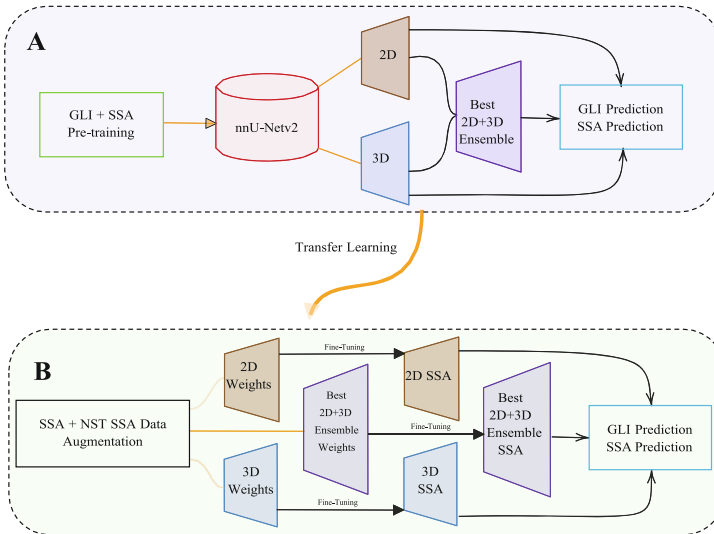 A
GLI + SSA
Pre-training
nnU-Netv2
2D
3D
Best
2D+3D
Ensemble
GLI Prediction
SSA Prediction
Transfer Learning
B
SSA + NST SSA Data
Augmentation
2D
Weights
Best
2D+3D
Ensemble
Weights
3D
Weights
Fine-Tuning
Fine-Tuning
Fine-Tuning
2D SSA
Best
2D+3D
Ensemble
SSA
3D
SSA
GLI Prediction
SSA Prediction